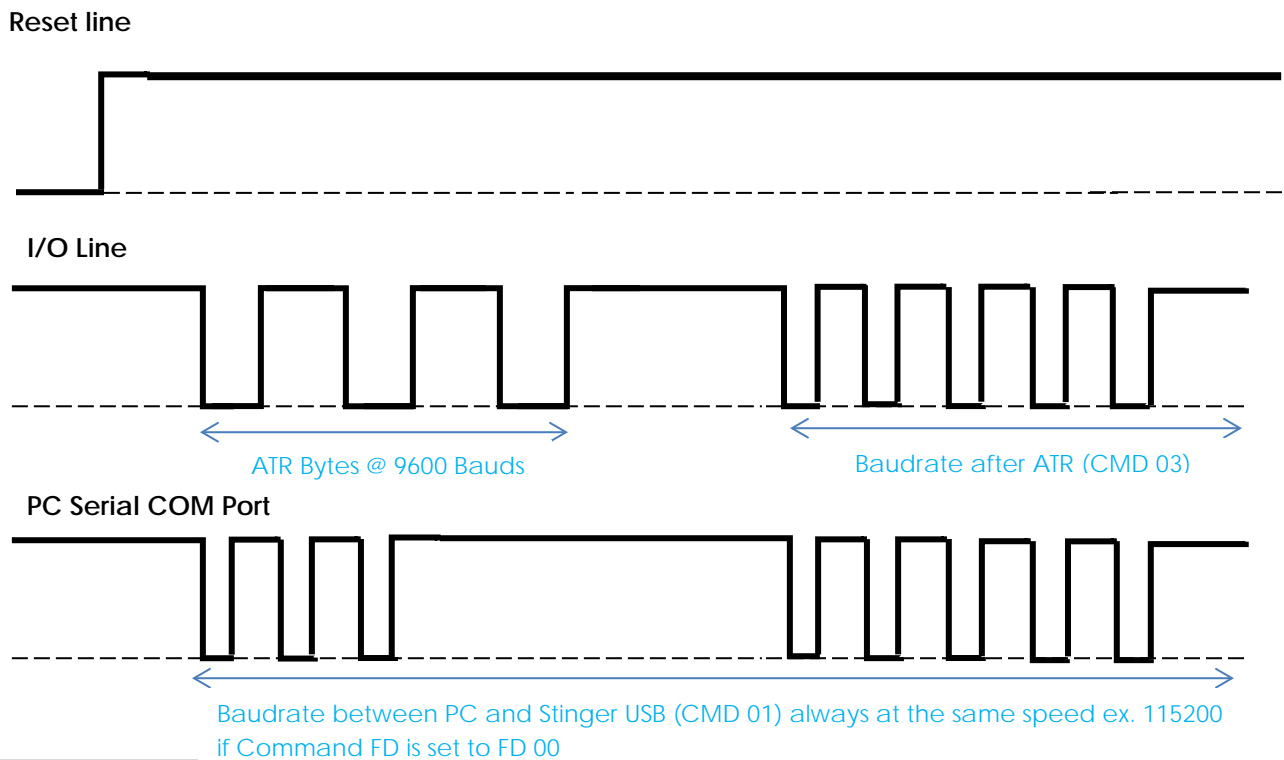 Reset line
I/O Line
ATR Bytes @ 9600 Bauds
Baudrate after ATR (CMD 03)
PC Serial COM Port
Baudrate between PC and Stinger USB (CMD 01) always at the same speed ex. 115200
if Command FD is set to FD 00